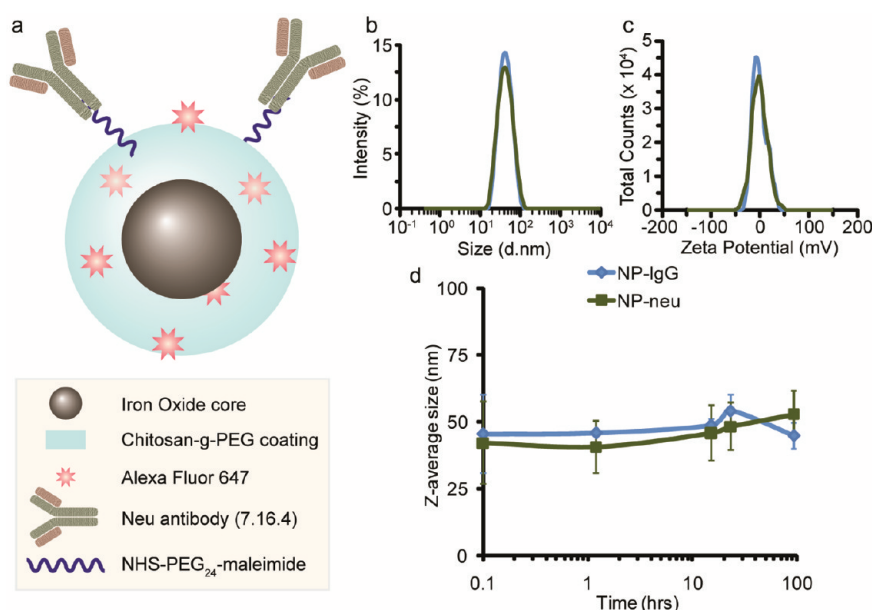 a
Iron Oxide core
Chitosan-g-PEG coating
Alexa Fluor 647
Neu antibody (7.16.4)
NHS-PEG24-maleimide
b
Intensity (%)
15
10
5
0
10-1 100 101 102 103 104
Size (d.nm)
c
Total Counts (x 104)
5
4
3
2
1
0
-200 -100 0 100 200
Zeta Potential (mV)
d
NP-IgG
NP-neu
Z-average size (nm)
100
75
50
25
0
0.1 1 10 100
Time (hrs)